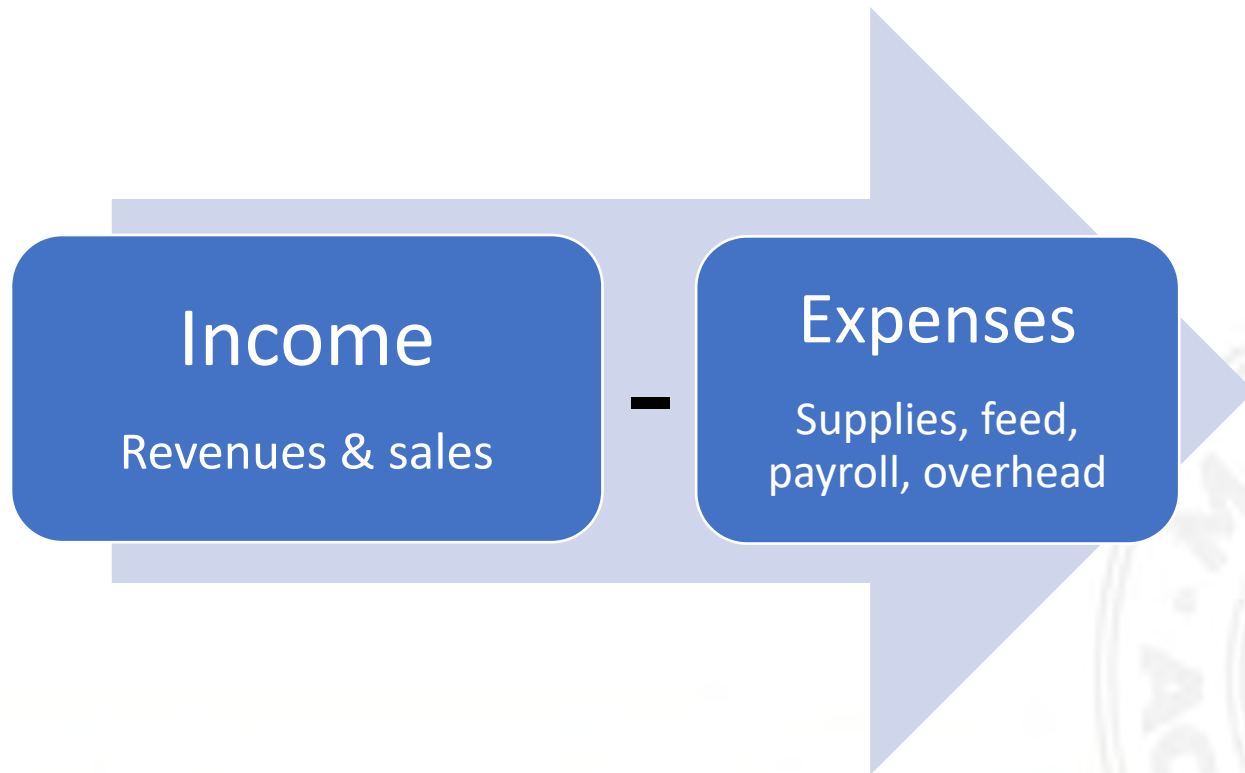 Income
Revenues & sales
-
Expenses
Supplies, feed,
payroll, overhead